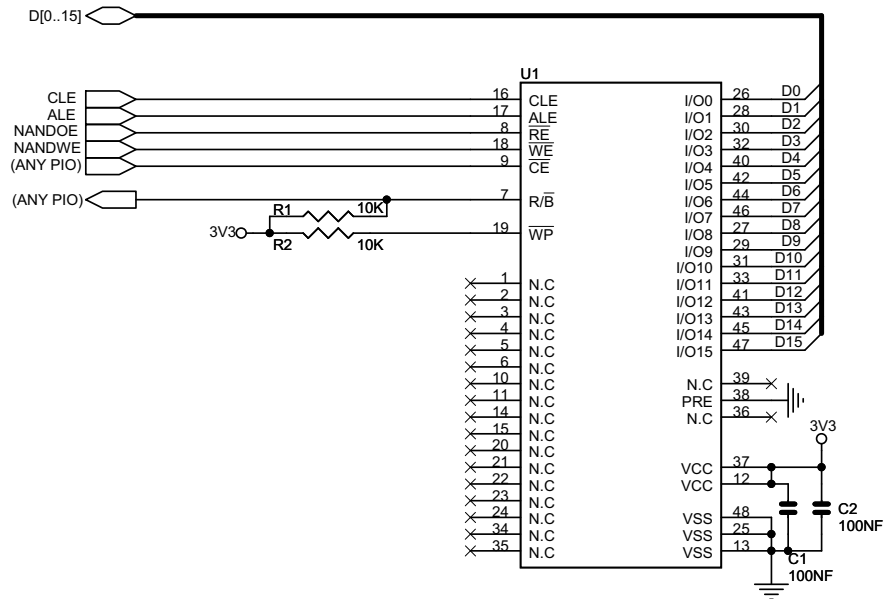 D[0..15]
U1
CLE 16 CLE I/O0 26 D0
ALE 17 ALE I/O1 28 D1
NANDOE 8 RE I/O2 30 D2
NANDWE 18 WE I/O3 32 D3
(ANY PIO) 9 CE I/O4 40 D4
I/O5 42 D5
(ANY PIO) 7 R/B I/O6 44 D6
R1 10K I/O7 46 D7
3V3 R2 10K 19 WP I/O8 27 D8
I/O9 29 D9
I/O10 31 D10
1 N.C I/O11 33 D11
2 N.C I/O12 41 D12
3 N.C I/O13 43 D13
4 N.C I/O14 45 D14
5 N.C I/O15 47 D15
6 N.C
10 N.C N.C 39
11 N.C PRE 38
14 N.C N.C 36
15 N.C 3V3
20 N.C
21 N.C VCC 37
22 N.C VCC 12
23 N.C C2
24 N.C VSS 48 100NF
34 N.C VSS 25
35 N.C VSS 13
C1
100NF